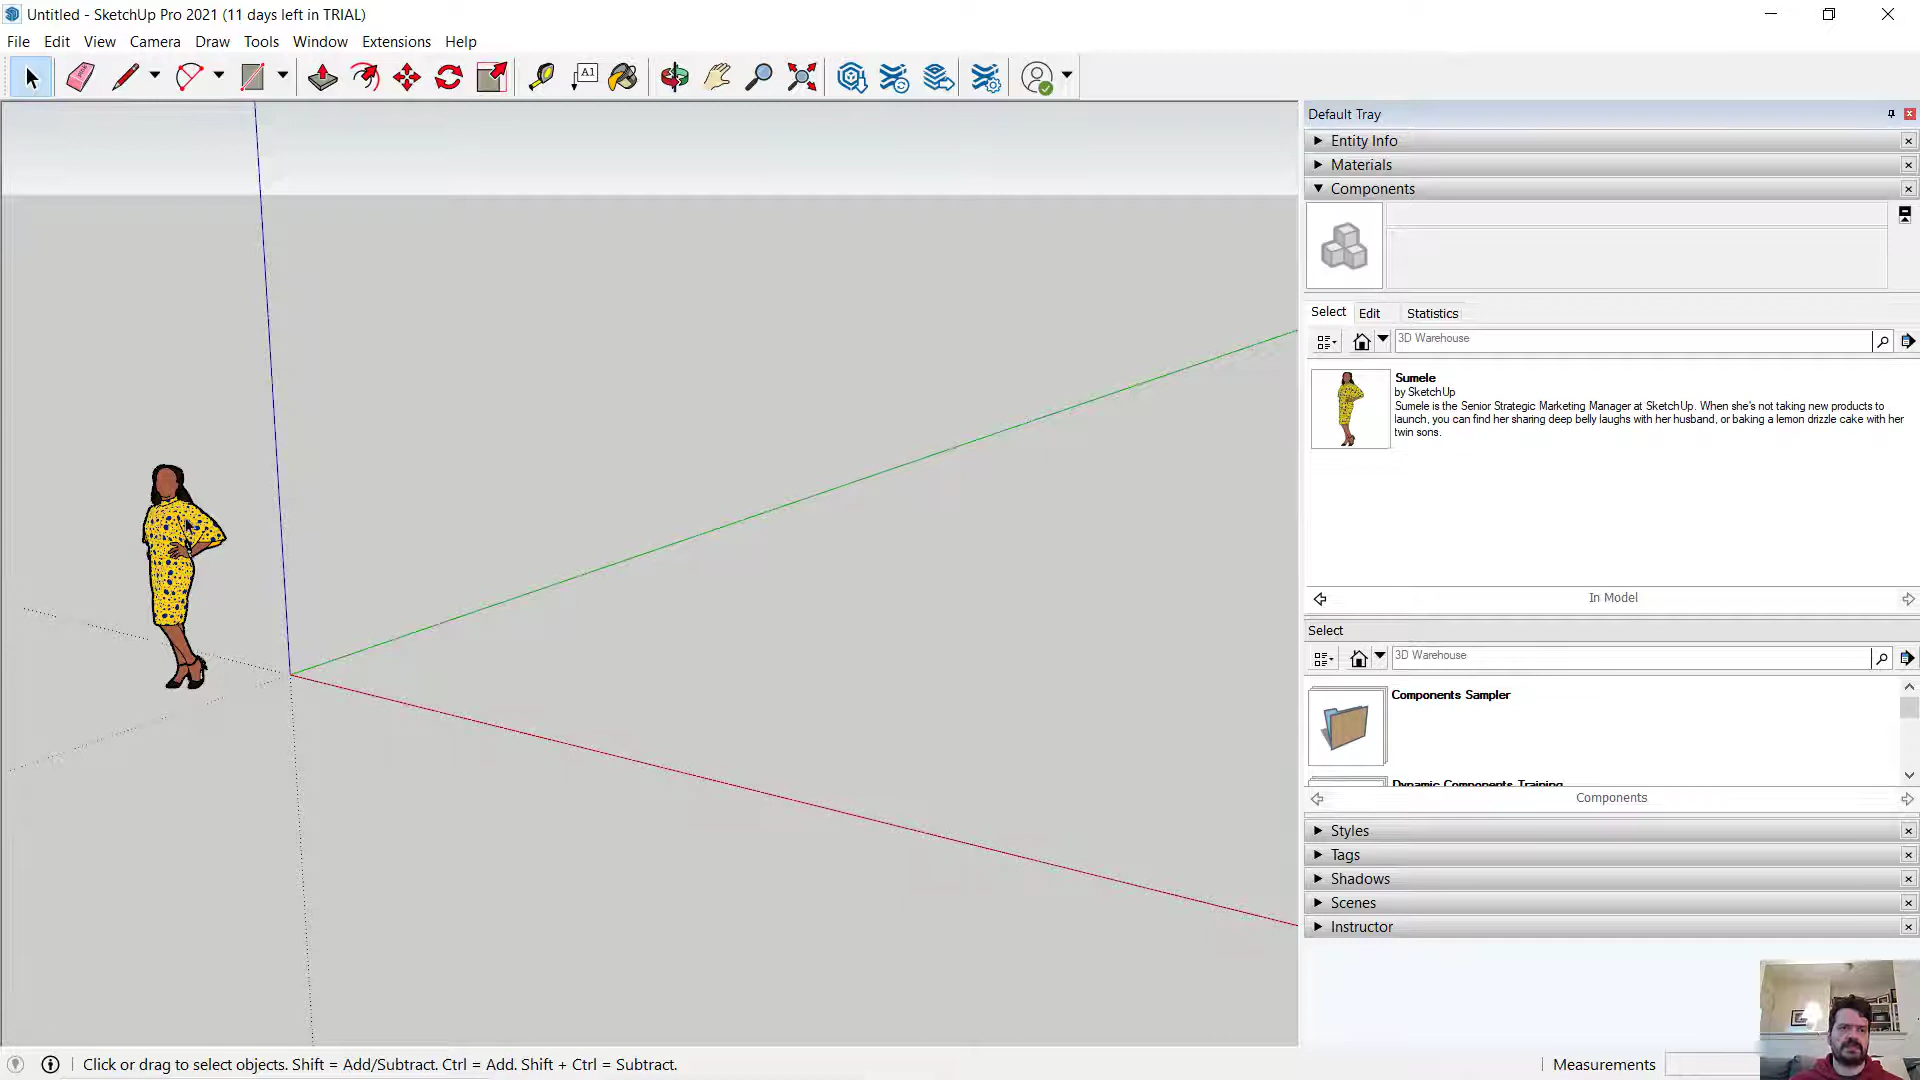 Untitled - SketchUp Pro 2021 (11 days left in TRIAL)
File Edit View Camera Draw Tools Window Extensions Help
A1
Default Tray
Entity Info
Materials
Components
Select Edit Statistics
3D Warehouse
Sumele
by SketchUp
Sumele is the Senior Strategic Marketing Manager at SketchUp. When she's not taking new products to
launch, you can find her sharing deep belly laughs with her husband, or baking a lemon drizzle cake with her
twin sons.
In Model
Select
3D Warehouse
Components Sampler
Dynamic Components Training
Components
Styles
Tags
Shadows
Scenes
Instructor
Click or drag to select objects. Shift = Add/Subtract. Ctrl = Add. Shift + Ctrl = Subtract.
Measurements